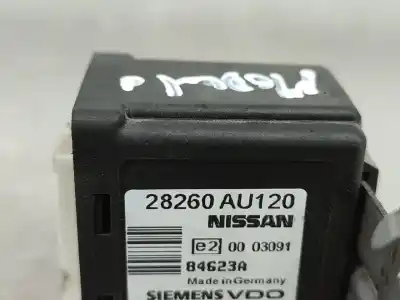 28260 AU120
NISSAN
e2 00 03091
84623A
Made in Germany
SIEMENS VDO